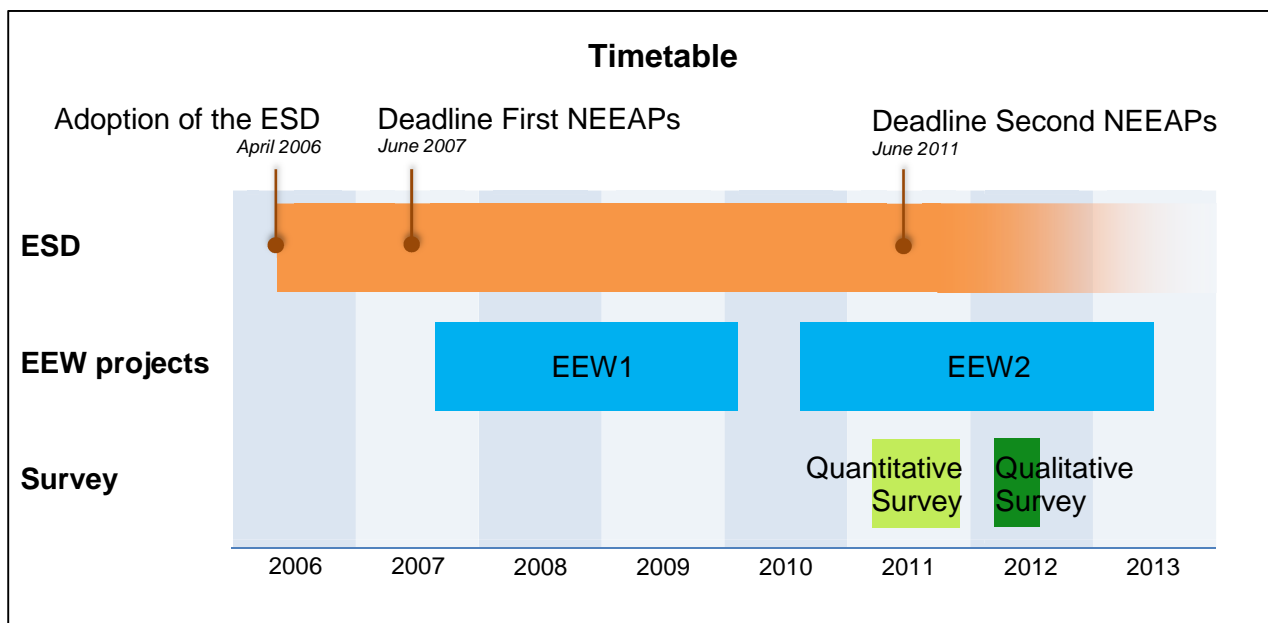 Timetable
Adoption of the ESD
April 2006
Deadline First NEEAPs
June 2007
Deadline Second NEEAPs
June 2011
ESD
EEW projects
EEW1
EEW2
Survey
Quantitative
Survey
Qualitative
Survey
2006
2007
2008
2009
2010
2011
2012
2013